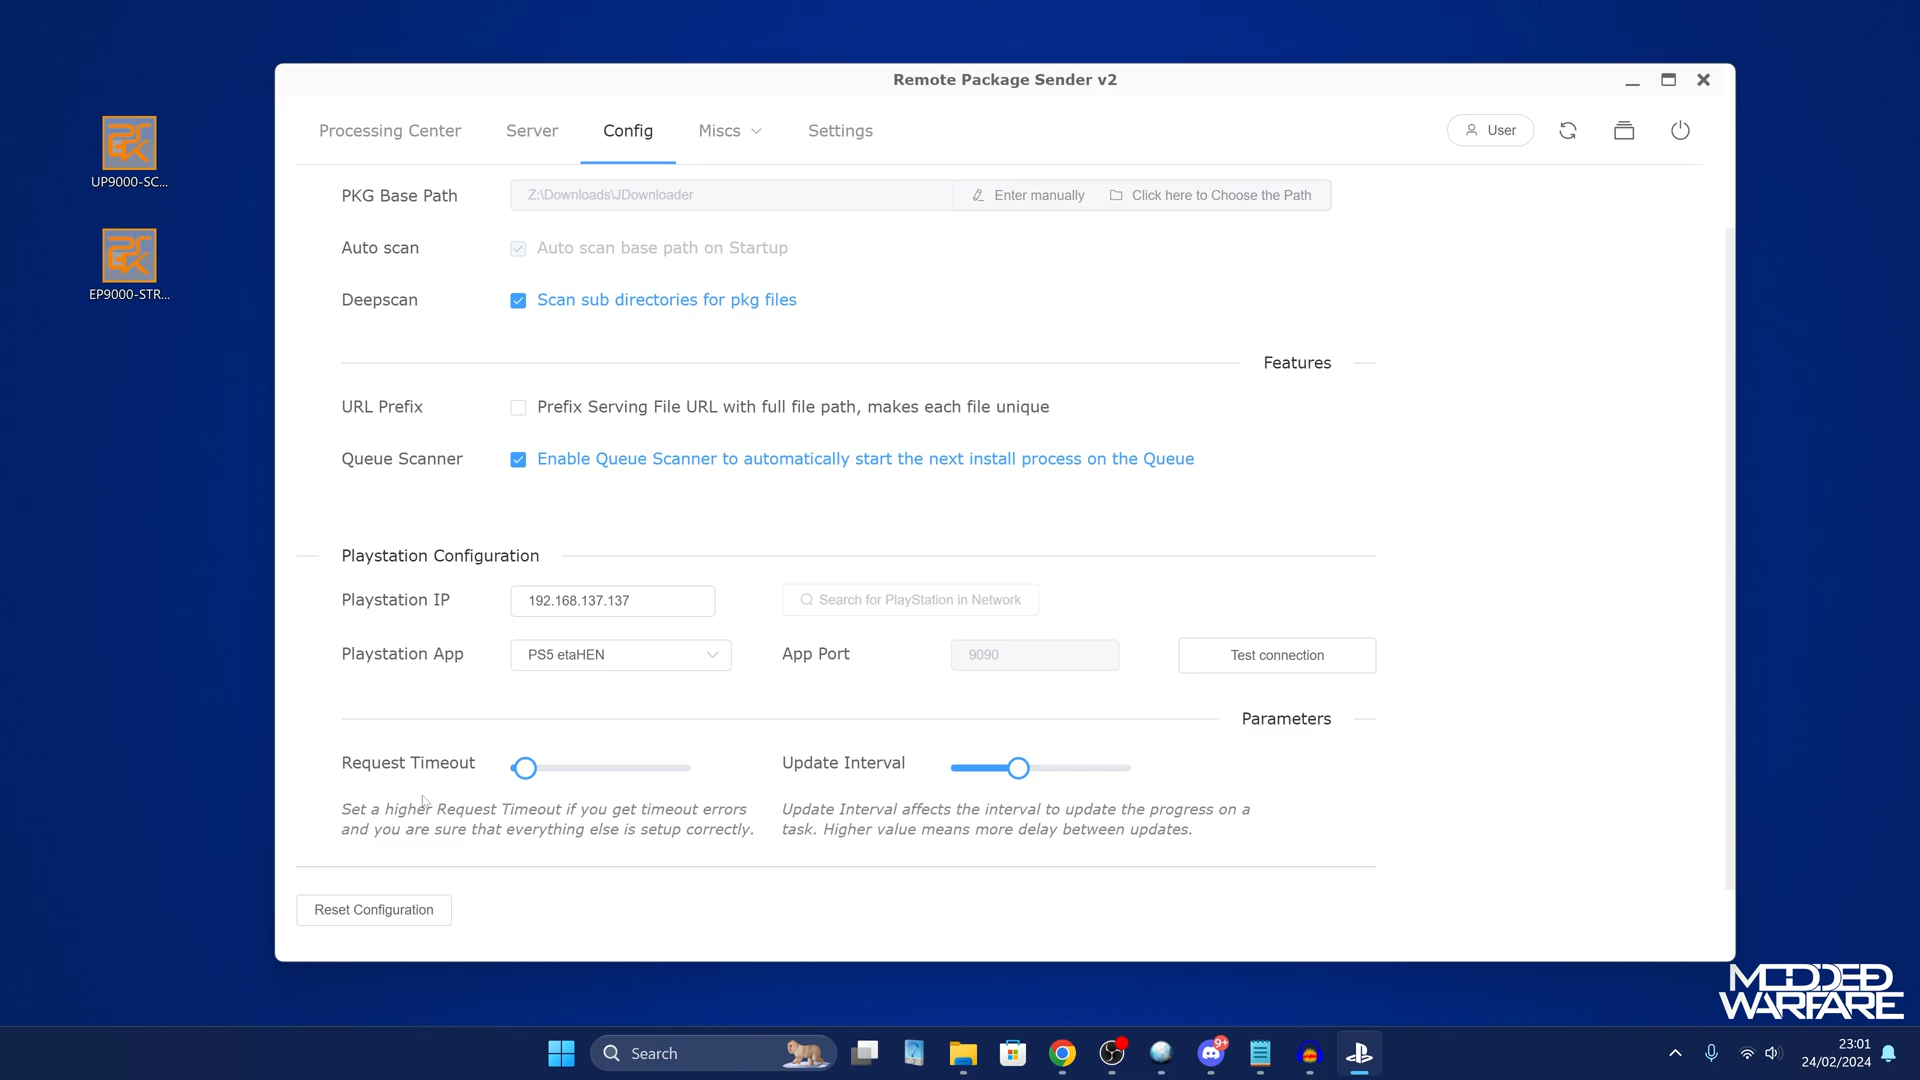 Remote Package Sender v2
Processing Center Server Config Miscs Settings User
UP9000-SC...
EP9000-STR...
PKG Base Path Z:\Downloads\JDownloader Enter manually Click here to Choose the Path
Auto scan Auto scan base path on Startup
Deepscan Scan sub directories for pkg files
Features
URL Prefix Prefix Serving File URL with full file path, makes each file unique
Queue Scanner Enable Queue Scanner to automatically start the next install process on the Queue
Playstation Configuration
Playstation IP 192.168.137.137 Search for PlayStation in Network
Playstation App PS5 etaHEN App Port 9090 Test connection
Parameters
Request Timeout Update Interval
Set a higher Request Timeout if you get timeout errors
and you are sure that everything else is setup correctly.
Update Interval affects the interval to update the progress on a
task. Higher value means more delay between updates.
Reset Configuration
MODDED
WARFARE
Search
9+
23:01
24/02/2024